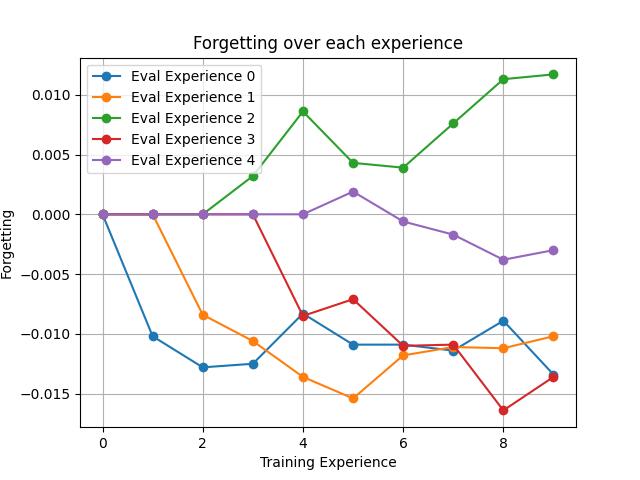 Forgetting over each experience
Eval Experience 0
Eval Experience 1
Eval Experience 2
Eval Experience 3
Eval Experience 4
Forgetting
0.010
0.005
0.000
−0.005
−0.010
−0.015
0 2 4 6 8
Training Experience